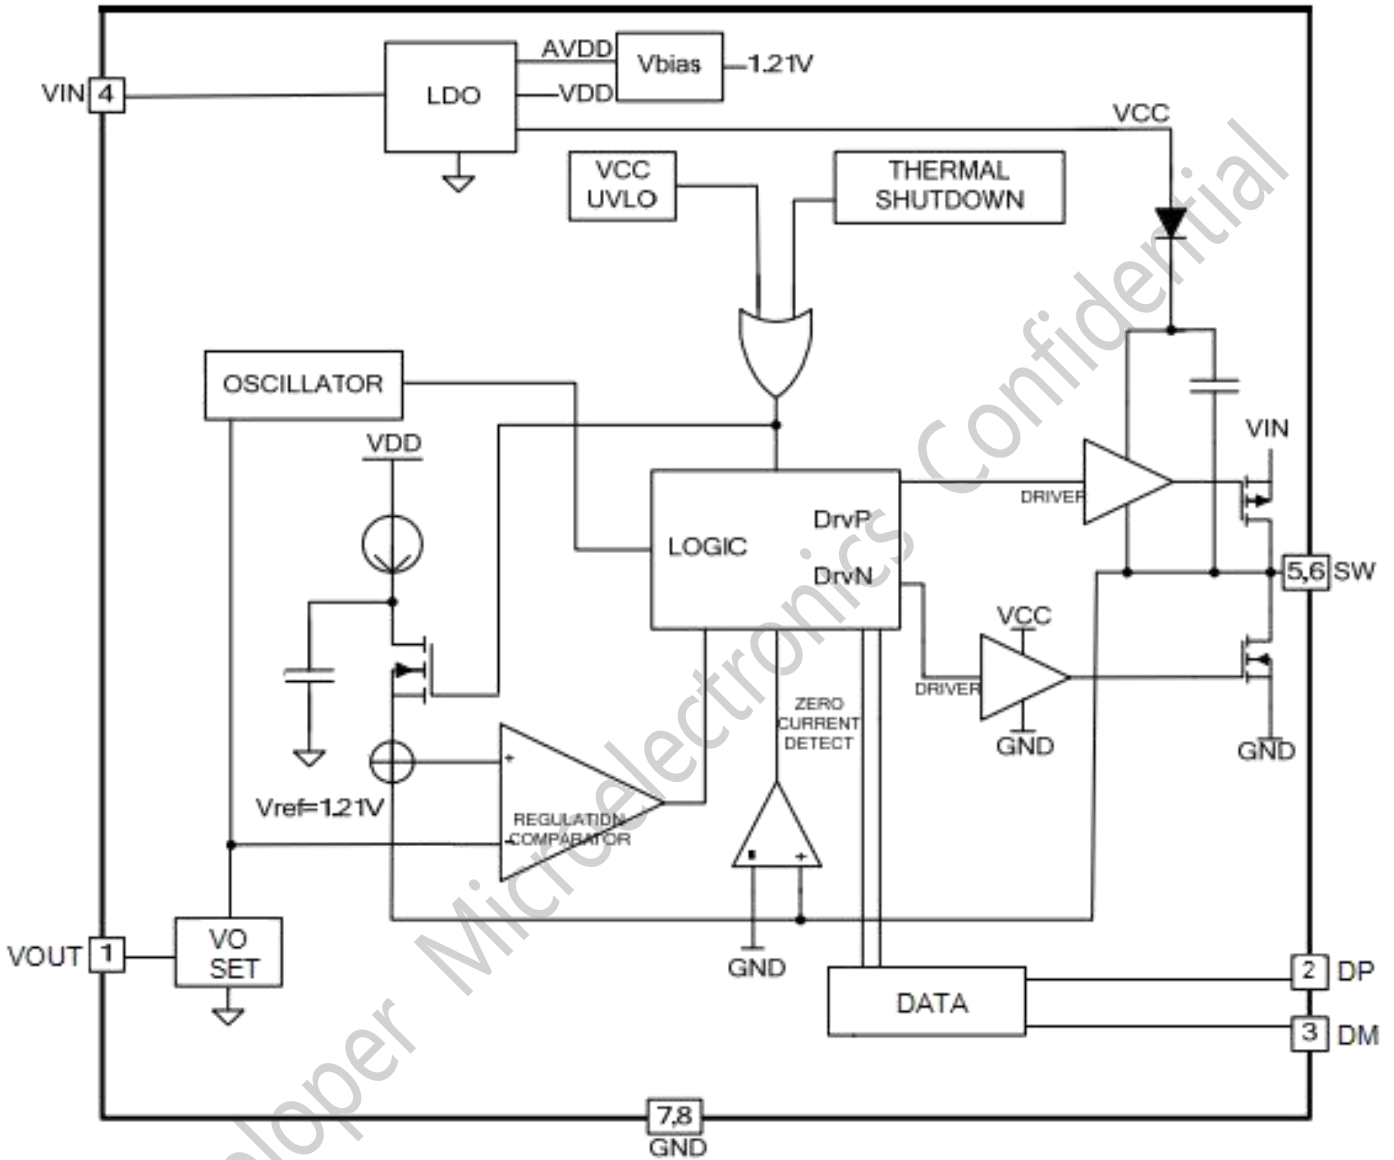 VIN 4
LDO
AVDD
VDD
Vbias
1.21V
VCC
VCC
UVLO
THERMAL
SHUTDOWN
OSCILLATOR
VDD
LOGIC
DrvP
DrvN
DRIVER
VIN
5,6 SW
VCC
DRIVER
GND
GND
ZERO
CURRENT
DETECT
+
-
REGULATION
COMPARATOR
Vref=1.21V
+
GND
VOUT 1
VO
SET
DATA
2 DP
3 DM
7,8
GND
eloper Microelectronics Confidential